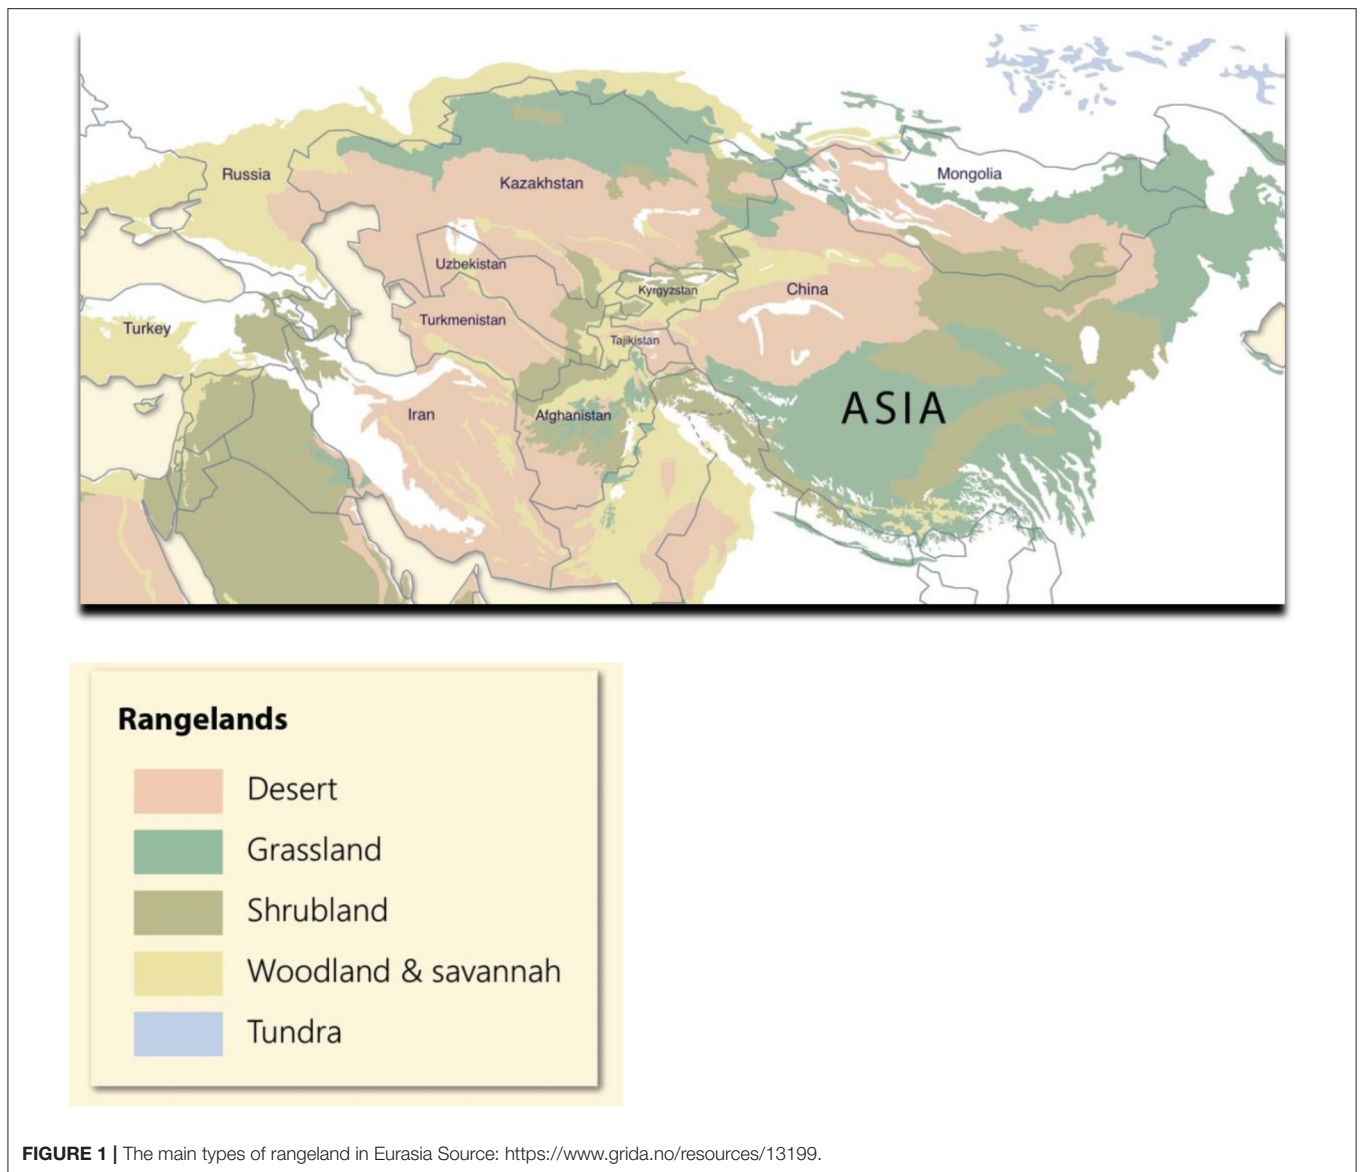 Russia
Kazakhstan
Mongolia
Uzbekistan
Kyrgyzstan
China
Turkey
Turkmenistan
Tajikistan
Iran
Afghanistan
ASIA
Rangelands
Desert
Grassland
Shrubland
Woodland & savannah
Tundra
FIGURE 1 | The main types of rangeland in Eurasia Source: https://www.grida.no/resources/13199.